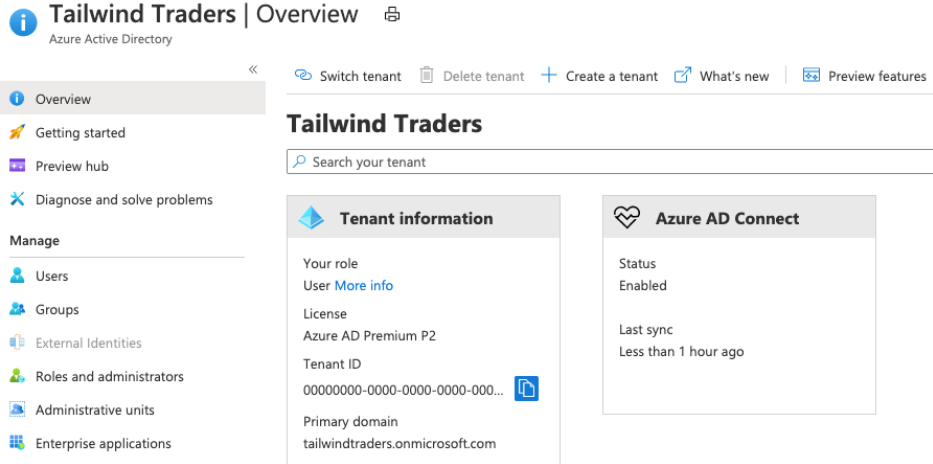 Tailwind Traders | Overview
Azure Active Directory
«
Overview
Getting started
Preview hub
Diagnose and solve problems
Manage
Users
Groups
External Identities
Roles and administrators
Administrative units
Enterprise applications
Switch tenant Delete tenant Create a tenant What's new Preview features
Tailwind Traders
Search your tenant
Tenant information
Your role
User More info
License
Azure AD Premium P2
Tenant ID
00000000-0000-0000-0000-000...
Primary domain
tailwindtraders.onmicrosoft.com
Azure AD Connect
Status
Enabled
Last sync
Less than 1 hour ago